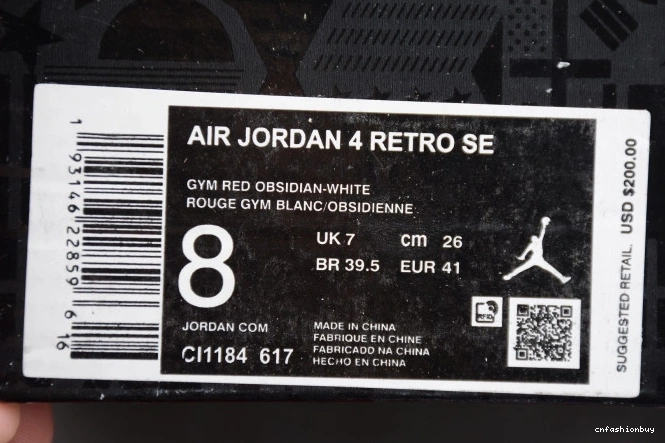 AIR JORDAN 4 RETRO SE
GYM RED OBSIDIAN-WHITE
ROUGE GYM BLANC/OBSIDIENNE
8
UK 7 cm 26
BR 39.5 EUR 41
JORDAN COM
CI1184 617
MADE IN CHINA
FABRIQUE EN CHINE
FABRICADO NA CHINA
HECHO EN CHINA
RFID
1 93146 22859 6 16
SUGGESTED RETAIL. USD $200.00
cnfashionbuy